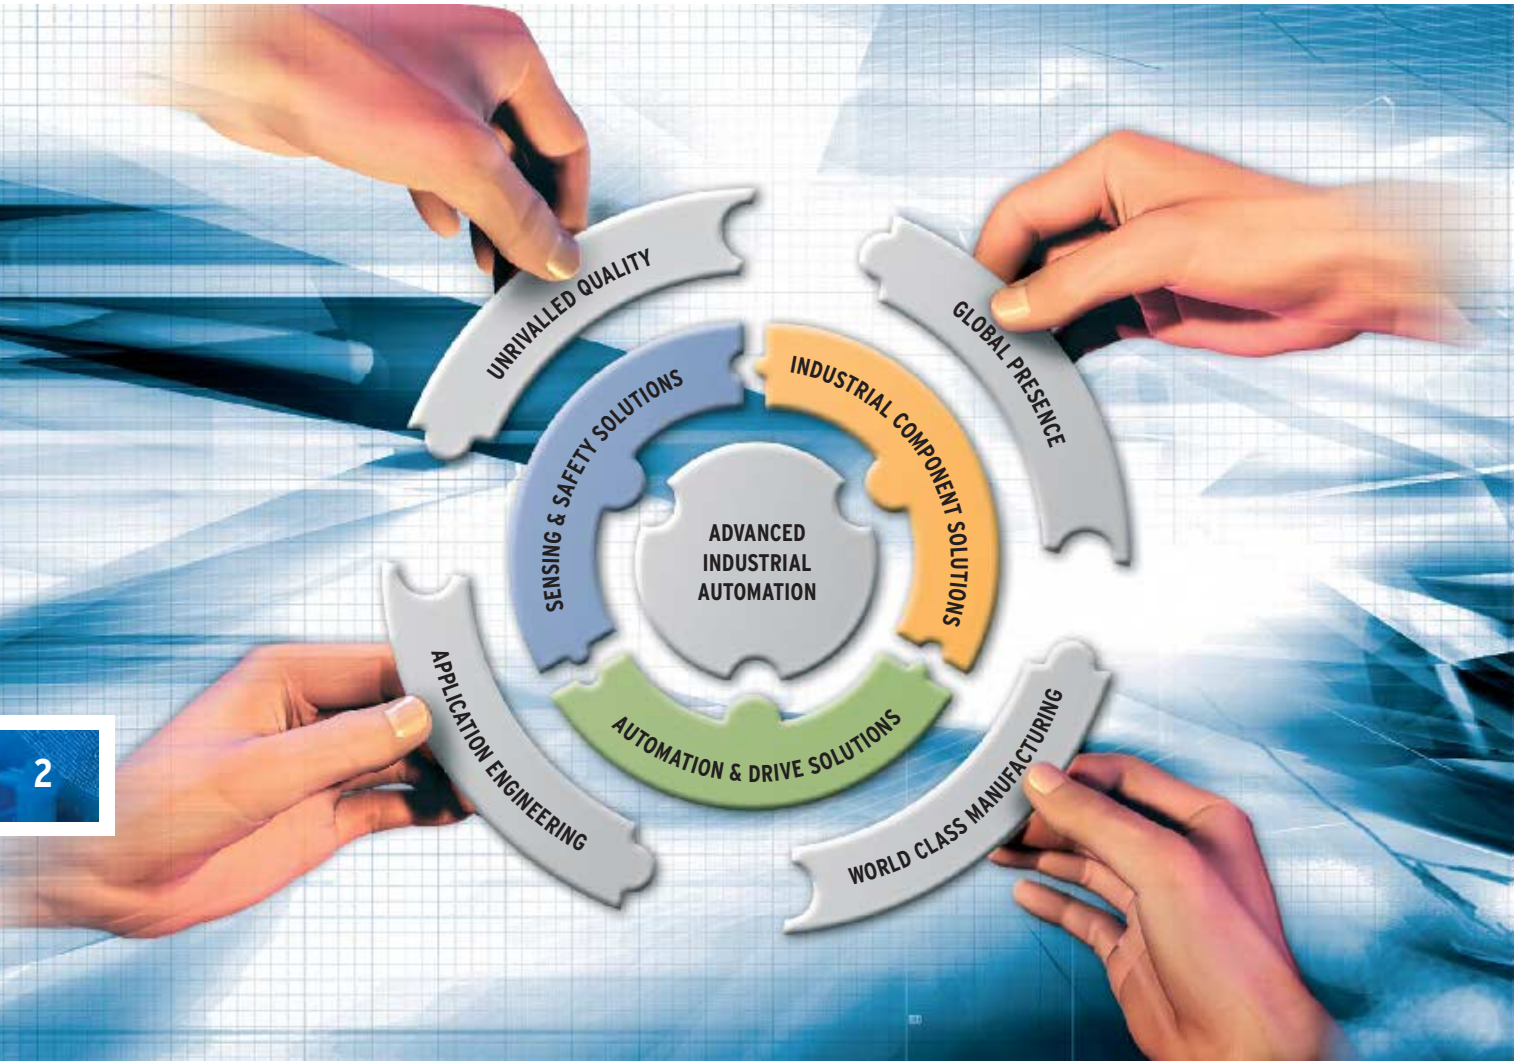 UNRIVALLED QUALITY
GLOBAL PRESENCE
SENSING & SAFETY SOLUTIONS
INDUSTRIAL COMPONENT SOLUTIONS
ADVANCED
INDUSTRIAL
AUTOMATION
APPLICATION ENGINEERING
AUTOMATION & DRIVE SOLUTIONS
WORLD CLASS MANUFACTURING
2